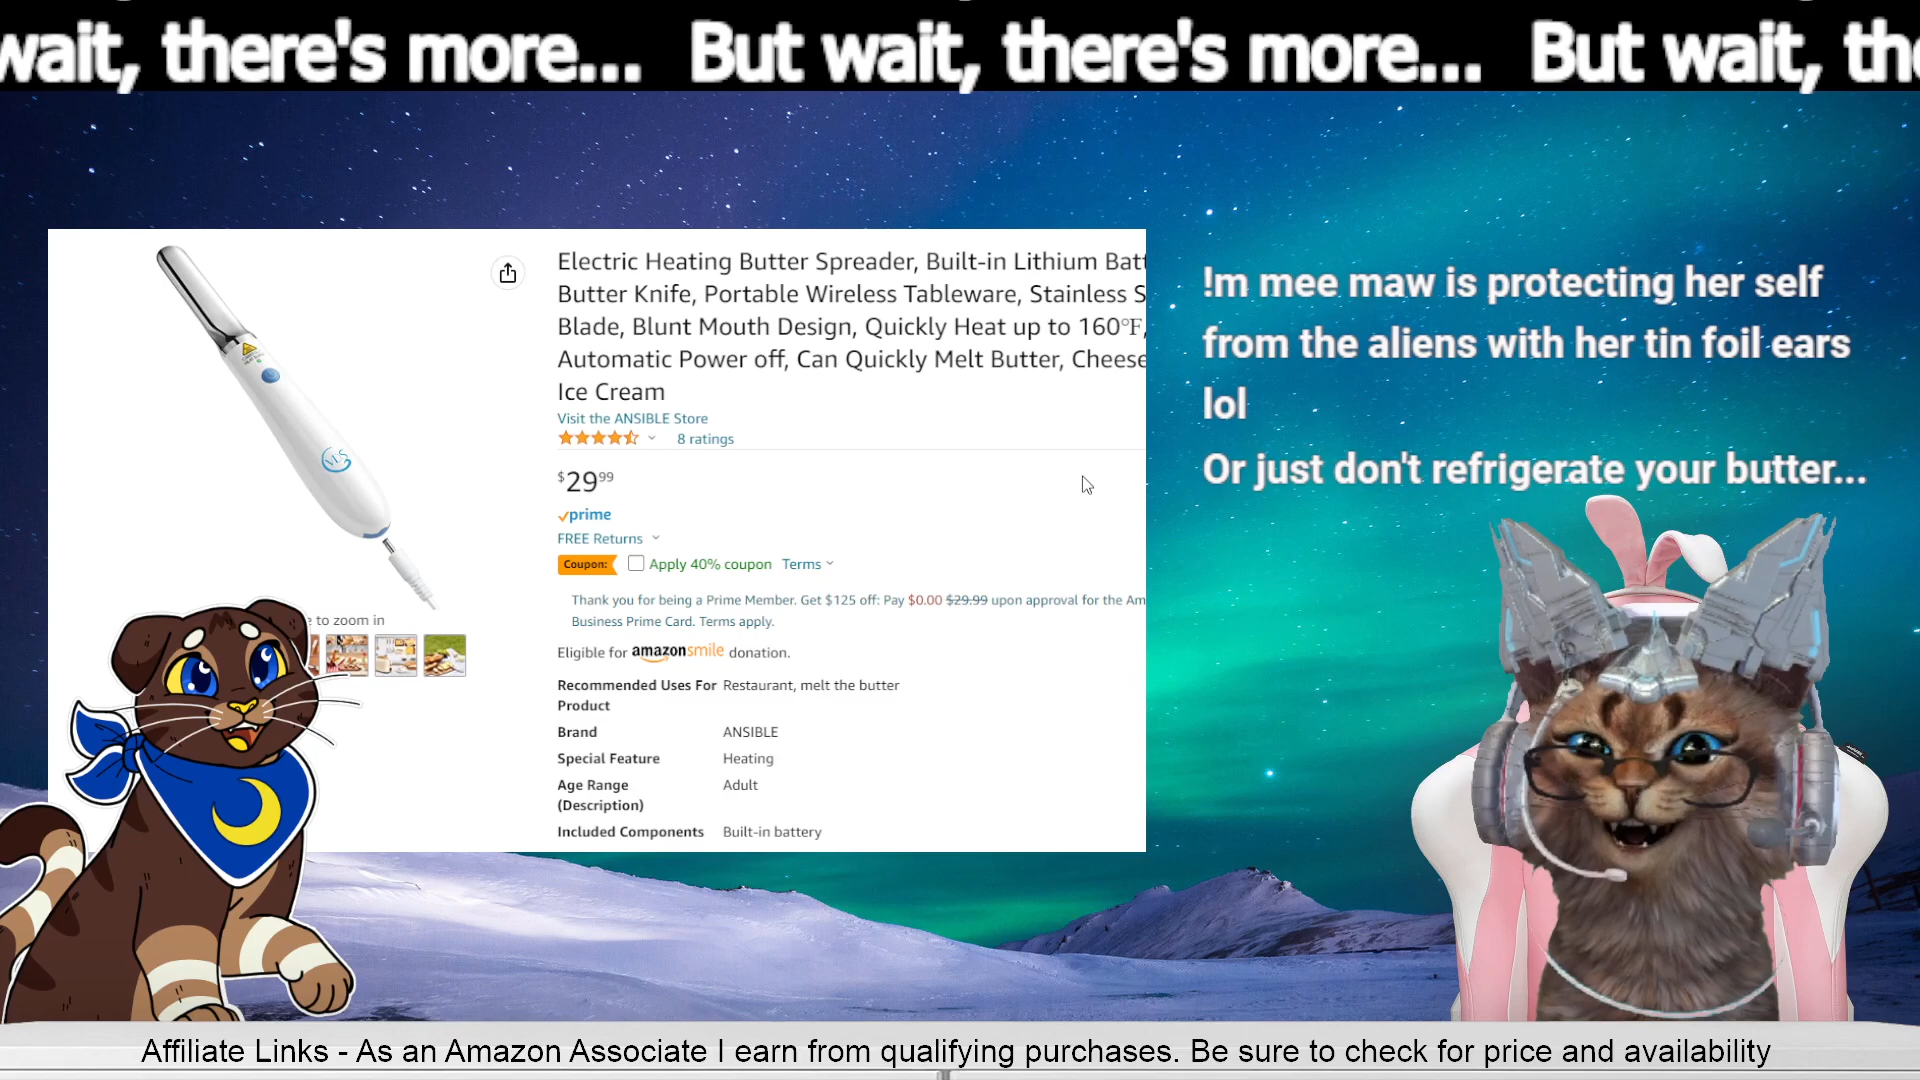 wait, there's more... But wait, there's more... But wait, the
Electric Heating Butter Spreader, Built-in Lithium Batt
Butter Knife, Portable Wireless Tableware, Stainless S
Blade, Blunt Mouth Design, Quickly Heat up to 160℉,
Automatic Power off, Can Quickly Melt Butter, Cheese
Ice Cream
Visit the ANSIBLE Store
8 ratings
$29⁹⁹
prime
FREE Returns
Coupon: Apply 40% coupon Terms
Thank you for being a Prime Member. Get $125 off: Pay $0.00 $29.99 upon approval for the Am
Business Prime Card. Terms apply.
Eligible for amazonsmile donation.
Recommended Uses For Restaurant, melt the butter
Product
Brand ANSIBLE
Special Feature Heating
Age Range Adult
(Description)
Included Components Built-in battery
e to zoom in
VLS
!m mee maw is protecting her self
from the aliens with her tin foil ears
lol
Or just don't refrigerate your butter...
Affiliate Links - As an Amazon Associate I earn from qualifying purchases. Be sure to check for price and availability